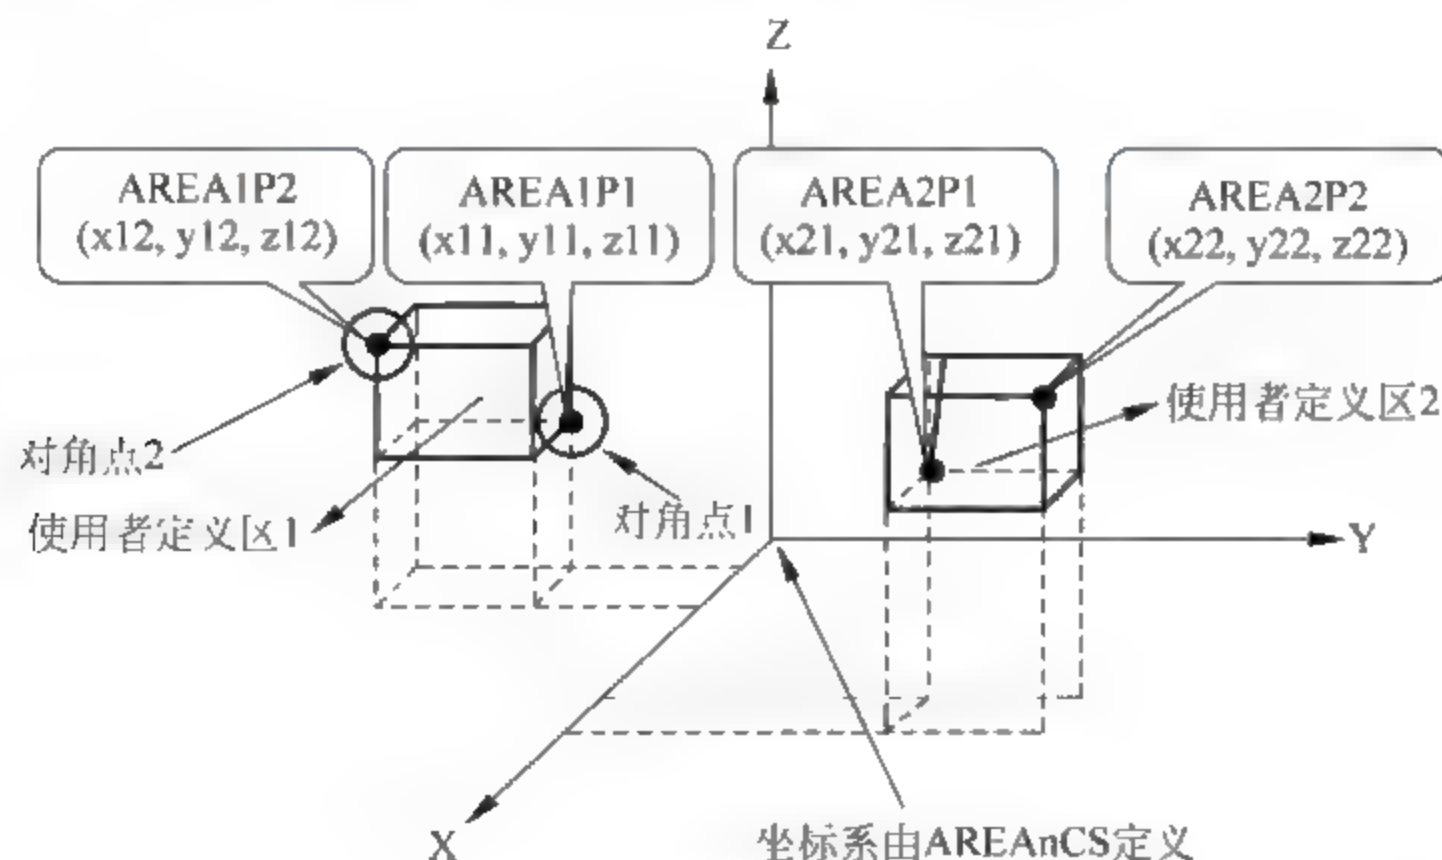 Z
AREA1P2
(x12, y12, z12)
AREA1P1
(x11, y11, z11)
AREA2P1
(x21, y21, z21)
AREA2P2
(x22, y22, z22)
对角点2
使用者定义区1
对角点1
使用者定义区2
Y
X
坐标系由AREAnCS定义